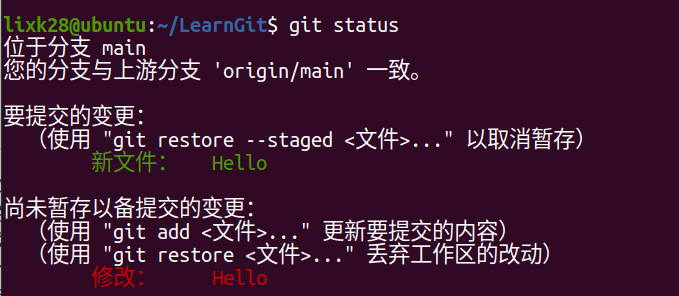 lixk28@ubuntu:~/LearnGit$ git status
位于分支 main
您的分支与上游分支 'origin/main' 一致。
要提交的变更：
（使用 "git restore --staged <文件>..." 以取消暂存）
新文件： Hello
尚未暂存以备提交的变更：
（使用 "git add <文件>..." 更新要提交的内容）
（使用 "git restore <文件>..." 丢弃工作区的改动）
修改： Hello